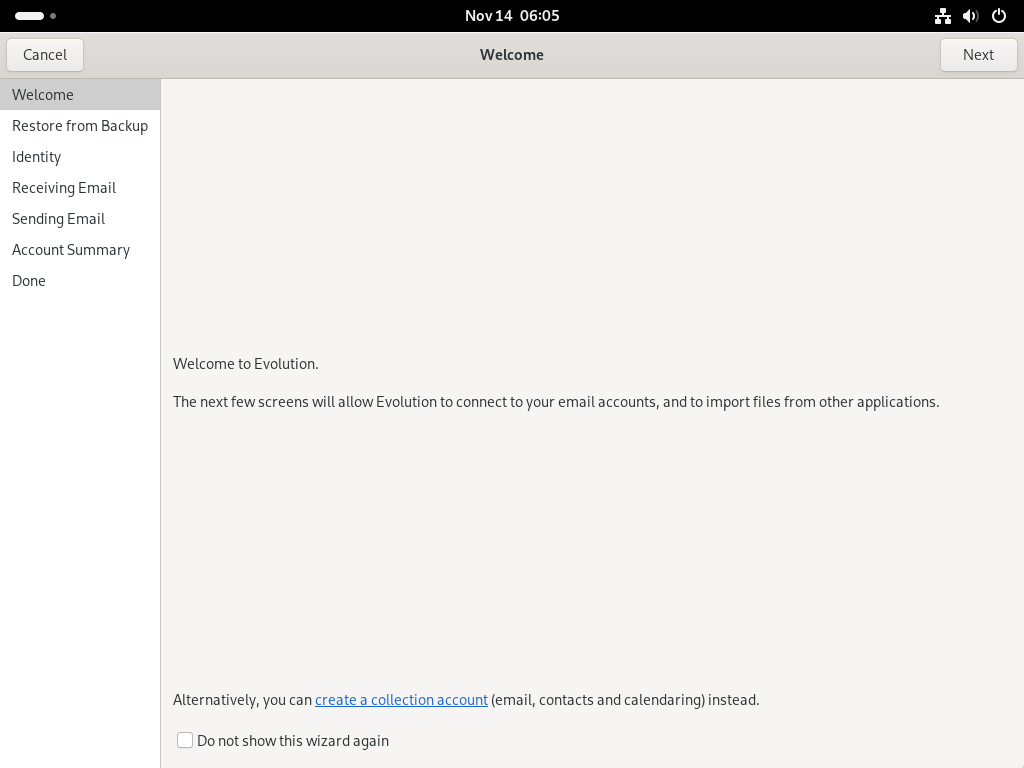 Nov 14 06:05
Cancel
Welcome
Next
Welcome
Restore from Backup
Identity
Receiving Email
Sending Email
Account Summary
Done
Welcome to Evolution.
The next few screens will allow Evolution to connect to your email accounts, and to import files from other applications.
Alternatively, you can create a collection account (email, contacts and calendaring) instead.
Do not show this wizard again